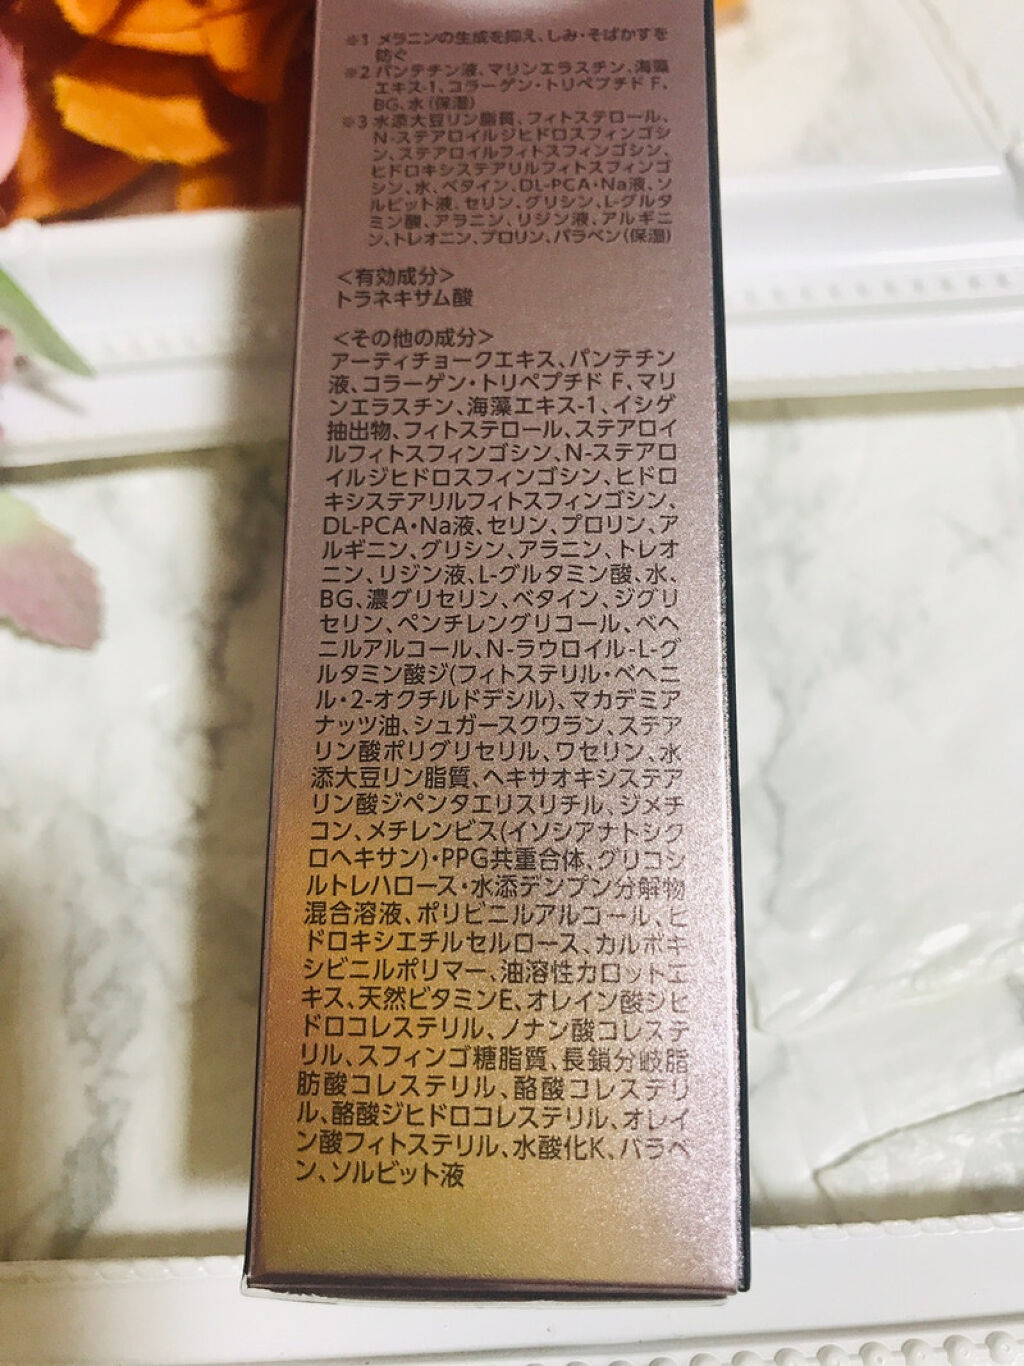 ※1 メラニンの生成を抑え、しみ・そばかすを
防ぐ
※2 パンテチン液、マリンエラスチン、海藻
エキス-1、コラーゲン・トリペプチド F、
BG、水（保湿）
※3 水添大豆リン脂質、フィトステロール、
N-ステアロイルジヒドロスフィンゴシ
ン、ステアロイルフィトスフィンゴシン、
ヒドロキシステアリルフィトスフィンゴ
シン、水、ベタイン、DL-PCA・Na液、ソ
ルビット液、セリン、グリシン、L-グルタ
ミン酸、アラニン、リジン液、アルギニ
ン、トレオニン、プロリン、パラベン（保湿）
＜有効成分＞
トラネキサム酸
＜その他の成分＞
アーティチョークエキス、パンテチン
液、コラーゲン・トリペプチド F、マリ
ンエラスチン、海藻エキス-1、イシゲ
抽出物、フィトステロール、ステアロイ
ルフィトスフィンゴシン、N-ステアロ
イルジヒドロスフィンゴシン、ヒドロ
キシステアリルフィトスフィンゴシン、
DL-PCA・Na液、セリン、プロリン、ア
ルギニン、グリシン、アラニン、トレオ
ニン、リジン液、L-グルタミン酸、水、
BG、濃グリセリン、ベタイン、ジグリ
セリン、ペンチレングリコール、ベヘ
ニルアルコール、N-ラウロイル-L-グ
ルタミン酸ジ(フィトステリル・ベヘニ
ル・2-オクチルドデシル)、マカデミア
ナッツ油、シュガースクワラン、ステア
リン酸ポリグリセリル、ワセリン、水
添大豆リン脂質、ヘキサオキシステア
リン酸ジペンタエリスリチル、ジメチ
コン、メチレンビス(イソシアナトシク
ロヘキサン)・PPG共重合体、グリコシ
ルトレハロース・水添デンプン分解物
混合溶液、ポリビニルアルコール、ヒ
ドロキシエチルセルロース、カルボキ
シビニルポリマー、油溶性カロットエ
キス、天然ビタミンE、オレイン酸ジヒ
ドロコレステリル、ノナン酸コレステ
リル、スフィンゴ糖脂質、長鎖分岐脂
肪酸コレステリル、酪酸コレステリ
ル、酪酸ジヒドロコレステリル、オレイ
ン酸フィトステリル、水酸化K、パラベ
ン、ソルビット液